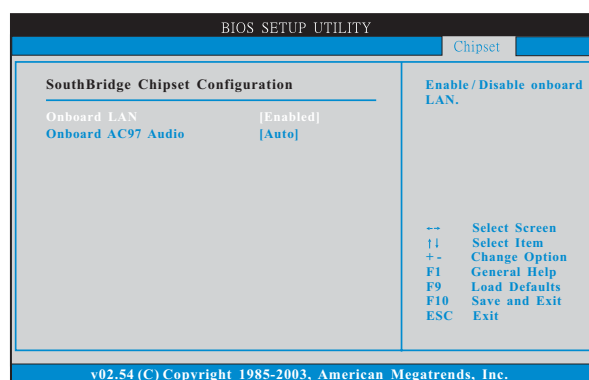 BIOS SETUP UTILITY
Chipset
SouthBridge Chipset Configuration
Onboard LAN [Enabled]
Onboard AC97 Audio [Auto]
Enable/Disable onboard
LAN.
←→ Select Screen
↑↓ Select Item
+- Change Option
F1 General Help
F9 Load Defaults
F10 Save and Exit
ESC Exit
v02.54 (C) Copyright 1985-2003, American Megatrends, Inc.